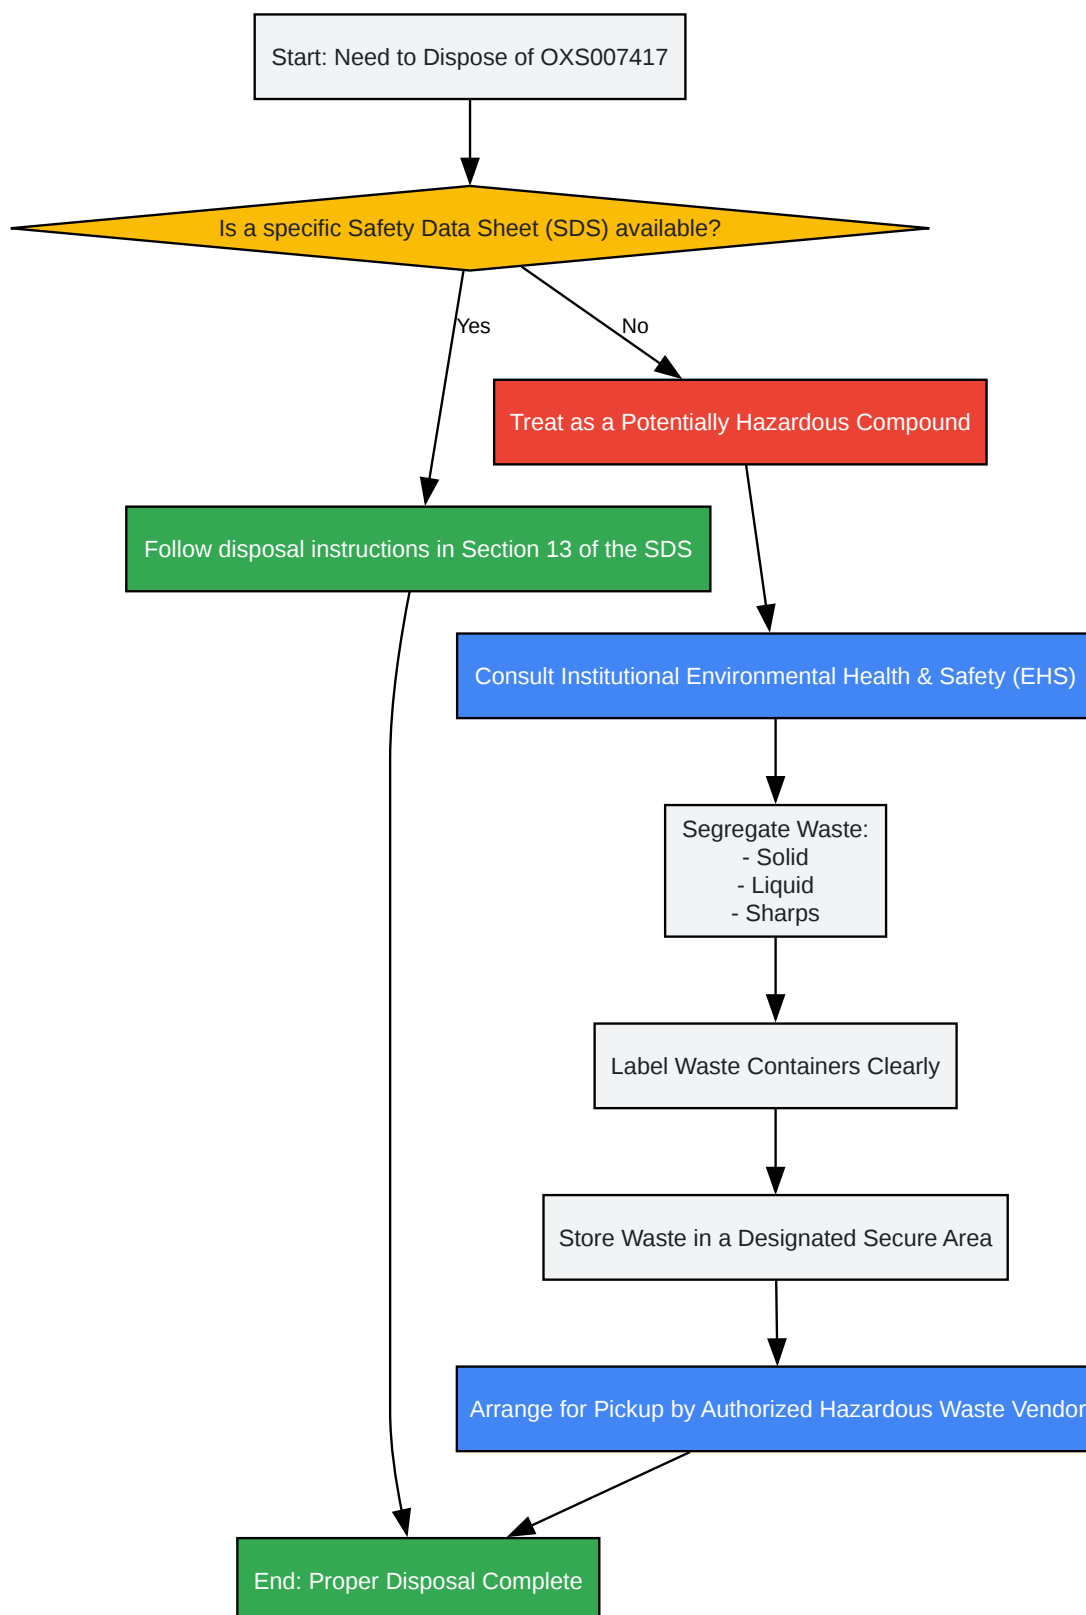 Start: Need to Dispose of OXS007417
Is a specific Safety Data Sheet (SDS) available?
Yes
No
Treat as a Potentially Hazardous Compound
Follow disposal instructions in Section 13 of the SDS
Consult Institutional Environmental Health & Safety (EHS)
Segregate Waste:
- Solid
- Liquid
- Sharps
Label Waste Containers Clearly
Store Waste in a Designated Secure Area
Arrange for Pickup by Authorized Hazardous Waste Vendor
End: Proper Disposal Complete